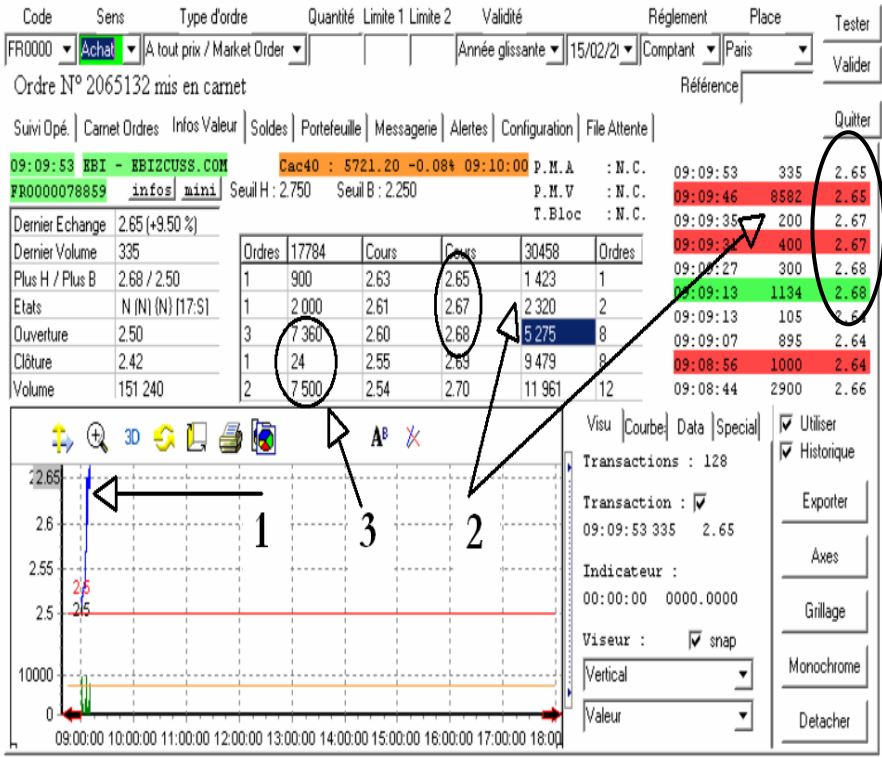 Code Sens Type d'ordre Quantité Limite 1 Limite 2 Validité Réglement Place Tester
FR0000 Achat A tout prix / Market Order Année glissante 15/02/2( Comptant Paris Valider
Ordre N° 2065132 mis en carnet Référence
Suivi Opé. Carnet Ordres Infos Valeur Soldes Portefeuille Messagerie Alertes Configuration File Attente Quitter
09:09:53 EBI - EBIZCUSS.COM Cac40 : 5721.20 -0.08% 09:10:00 P.M.A :N.C.
FR0000078859 infos mini Seuil H : 2.750 Seuil B : 2.250 P.M.V :N.C.
T.Bloc :N.C.
Dernier Echange 2.65 (+9.50 %)
Dernier Volume 335
Plus H / Plus B 2.68 / 2.50
Etats N (N) {N} [17:S]
Ouverture 2.50
Clôture 2.42
Volume 151 240
Ordres 17784 Cours Cours 30458 Ordres
1 900 2.63 2.65 1 423 1
1 2 000 2.61 2.67 2 320 2
3 7 360 2.60 2.68 5 275 8
1 24 2.55 2.69 9 479 8
2 7 500 2.54 2.70 11 961 12
09:09:53 335 2.65
09:09:46 8582 2.65
09:09:35 200 2.67
09:09:31 400 2.67
09:09:27 300 2.68
09:09:13 1134 2.68
09:09:13 105 2.64
09:09:07 895 2.64
09:08:56 1000 2.64
09:08:44 2900 2.66
3D
AB
22.65
2.6
2.55
2.5
2.5
2.5
10000
0
1
3
2
09:00:00 10:00:00 11:00:00 12:00:00 13:00:00 14:00:00 15:00:00 16:00:00 17:00:00 18:00
Visu Courbe Data Special
Transactions : 128
Transaction :
09:09:53 335 2.65
Indicateur :
00:00:00 0000.0000
Viseur : snap
Vertical
Valeur
Utiliser
Historique
Exporter
Axes
Grillage
Monochrome
Detacher